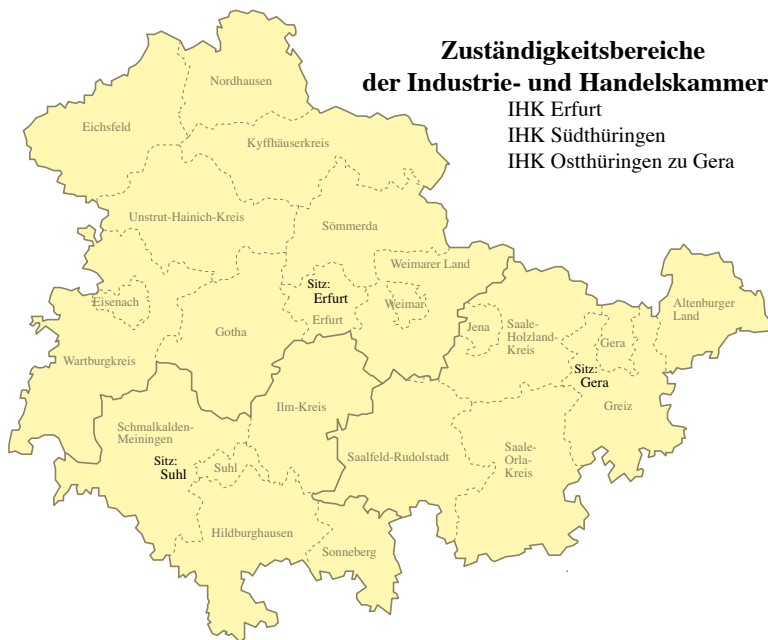 Zuständigkeitsbereiche
der Industrie- und Handelskammer
IHK Erfurt
IHK Südthüringen
IHK Ostthüringen zu Gera
Nordhausen
Eichsfeld
Kyffhäuserkreis
Unstrut-Hainich-Kreis
Sömmerda
Weimarer Land
Eisenach
Sitz:
Erfurt
Erfurt
Weimar
Gotha
Wartburgkreis
Jena
Saale-
Holzland-
Kreis
Gera
Altenburger
Land
Sitz:
Gera
Greiz
Ilm-Kreis
Schmalkalden-
Meiningen
Sitz:
Suhl
Suhl
Saalfeld-Rudolstadt
Saale-
Orla-
Kreis
Hildburghausen
Sonneberg